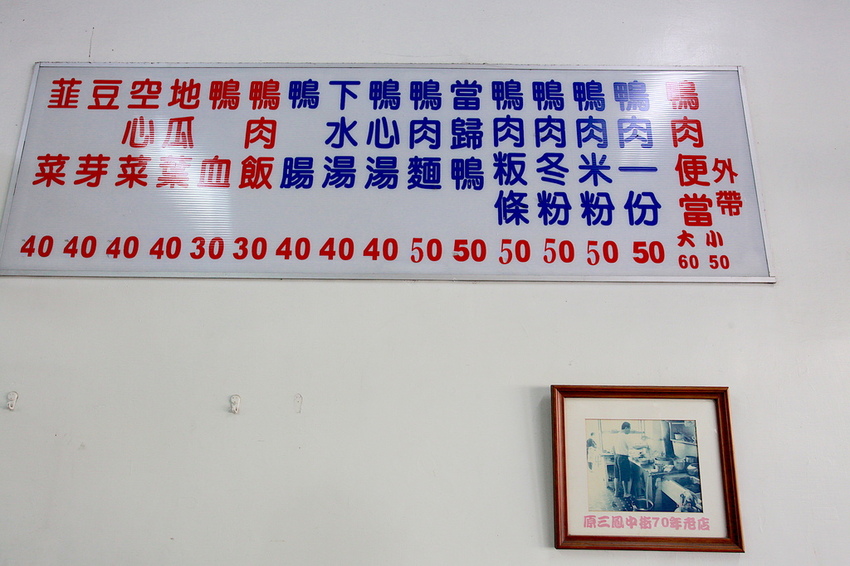 鴨肉便當 外帶 大60 小50
鴨肉一份 50
鴨肉米粉 50
鴨肉冬粉 50
鴨肉粄條 50
當歸鴨 50
鴨肉麵 50
鴨心湯 40
下水湯 40
鴨腸 40
鴨肉飯 30
鴨血 30
地瓜葉 40
空心菜 40
豆芽 40
韮菜 40
原三鳳中街70年老店